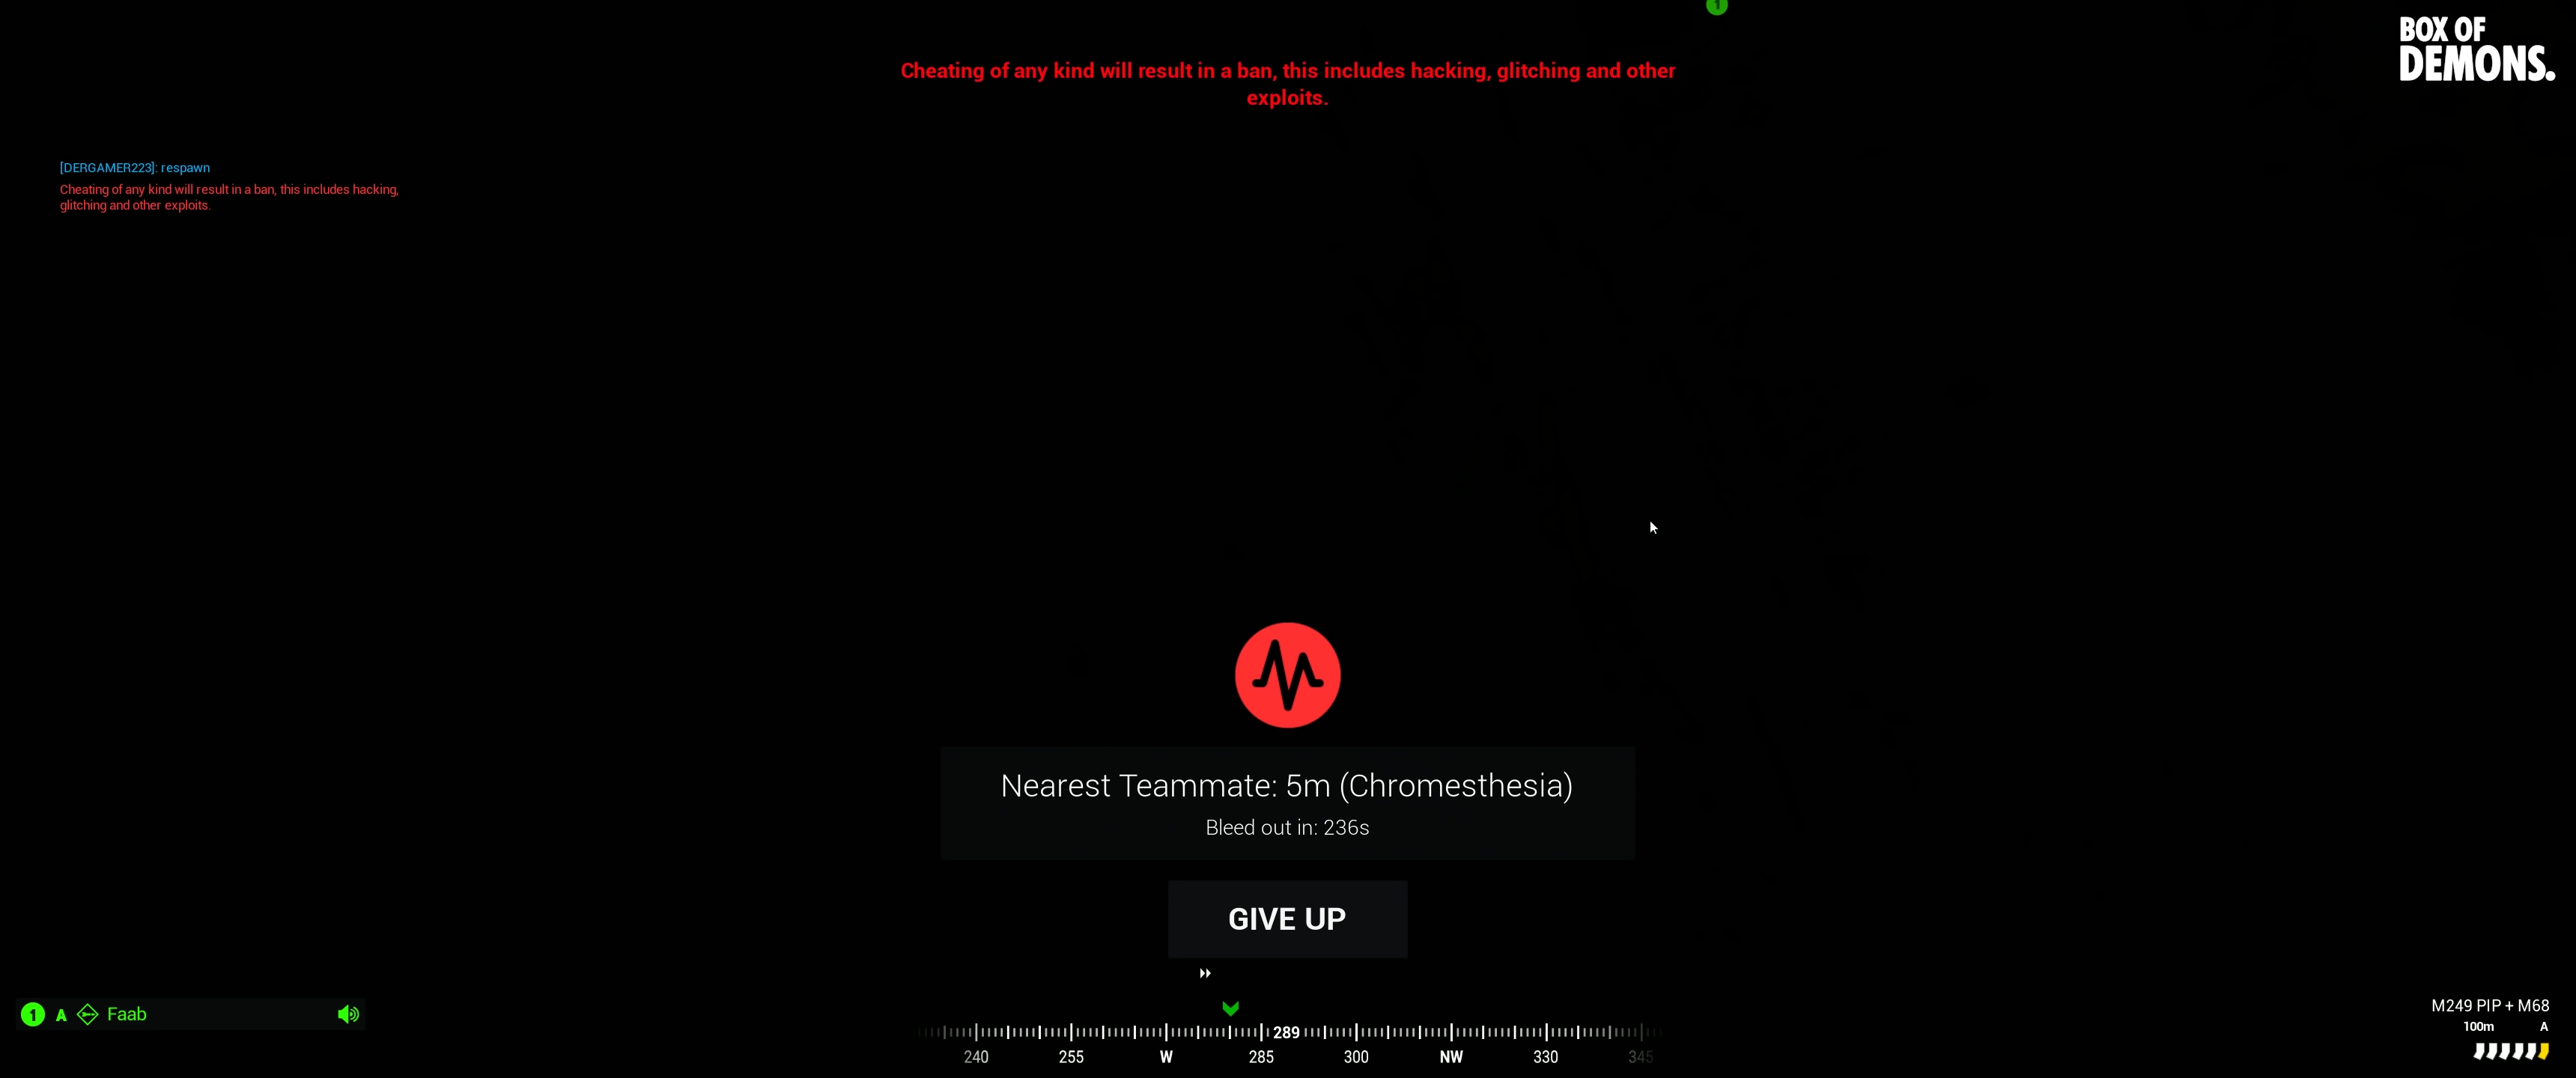 1
BOX OF
DEMONS.
Cheating of any kind will result in a ban, this includes hacking, glitching and other
exploits.
[DERGAMER223]: respawn
Cheating of any kind will result in a ban, this includes hacking,
glitching and other exploits.
Nearest Teammate: 5m (Chromesthesia)
Bleed out in: 236s
GIVE UP
1 A Faab
M249 PIP + M68
100m A
289
240 255 W 285 300 NW 330 345